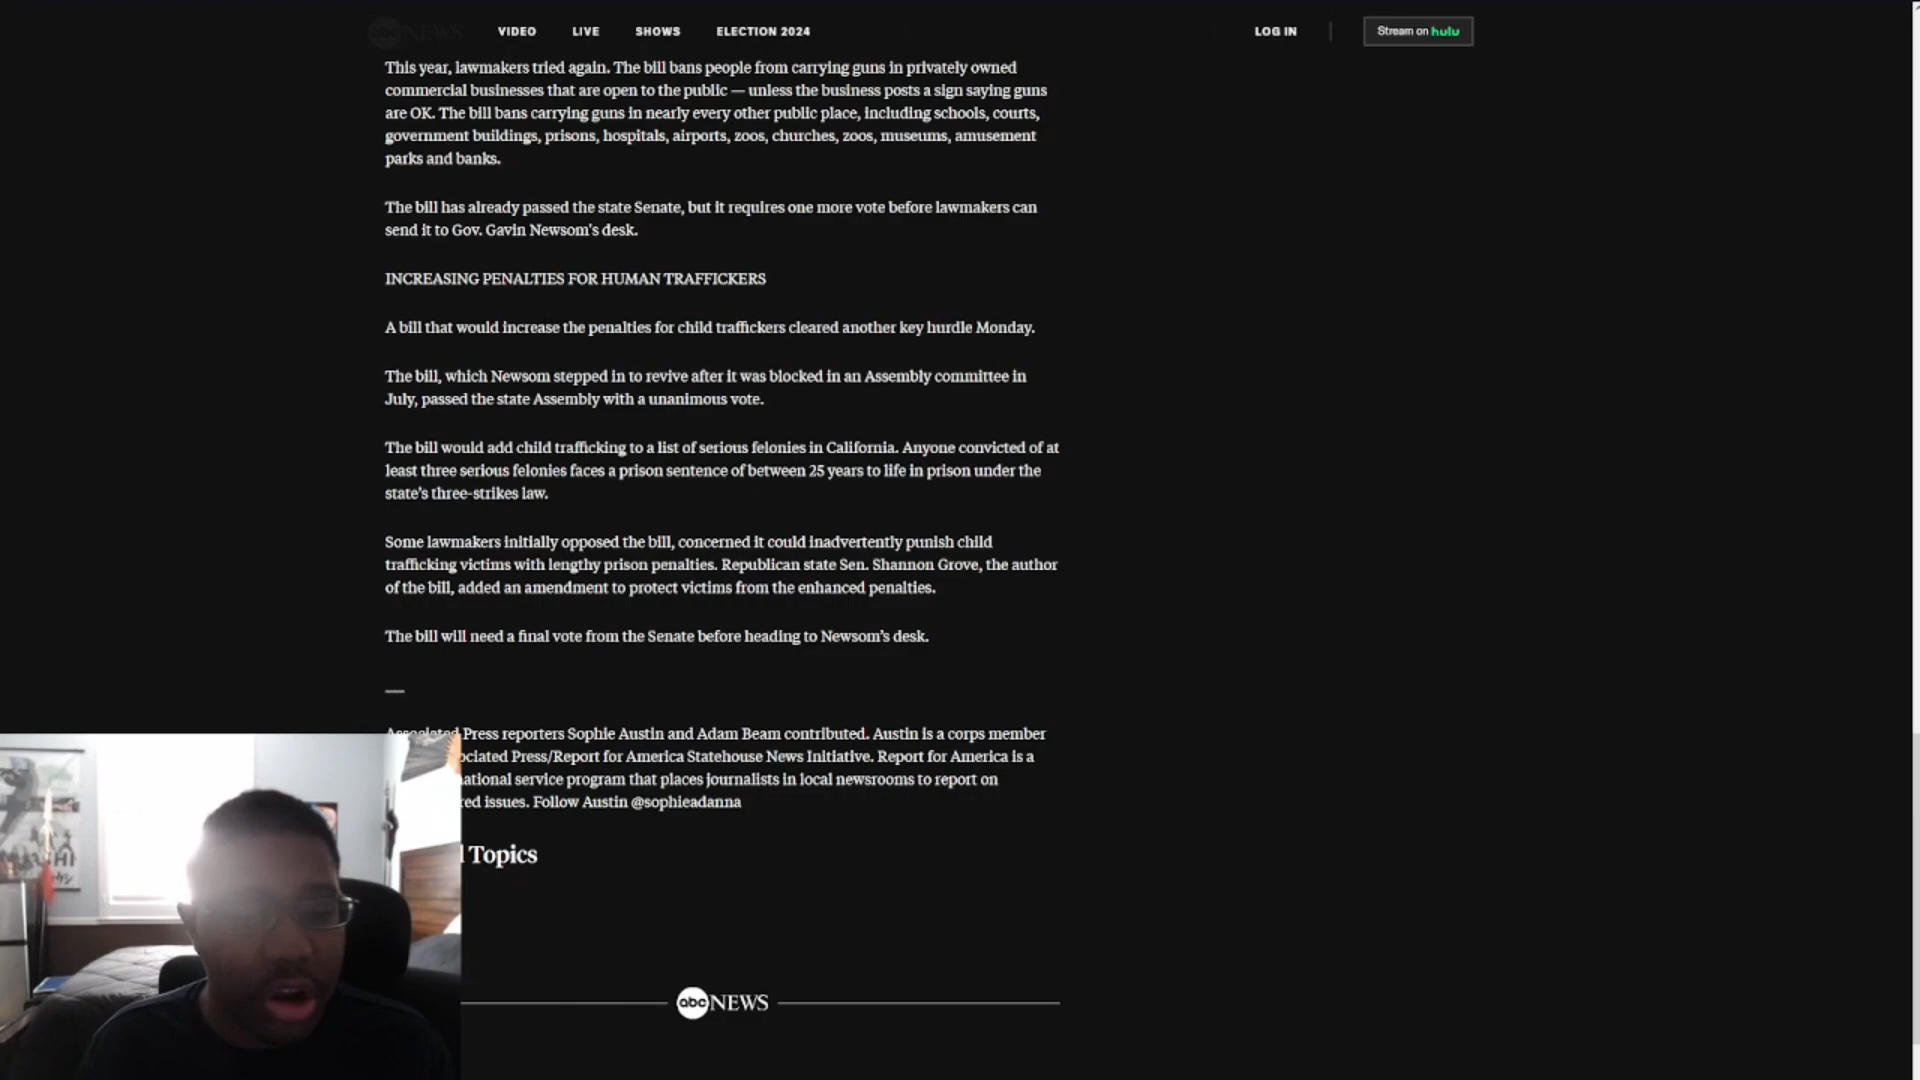 abc NEWS
VIDEO LIVE SHOWS ELECTION 2024 LOG IN Stream on hulu
This year, lawmakers tried again. The bill bans people from carrying guns in privately owned
commercial businesses that are open to the public — unless the business posts a sign saying guns
are OK. The bill bans carrying guns in nearly every other public place, including schools, courts,
government buildings, prisons, hospitals, airports, zoos, churches, zoos, museums, amusement
parks and banks.
The bill has already passed the state Senate, but it requires one more vote before lawmakers can
send it to Gov. Gavin Newsom's desk.
INCREASING PENALTIES FOR HUMAN TRAFFICKERS
A bill that would increase the penalties for child traffickers cleared another key hurdle Monday.
The bill, which Newsom stepped in to revive after it was blocked in an Assembly committee in
July, passed the state Assembly with a unanimous vote.
The bill would add child trafficking to a list of serious felonies in California. Anyone convicted of at
least three serious felonies faces a prison sentence of between 25 years to life in prison under the
state's three-strikes law.
Some lawmakers initially opposed the bill, concerned it could inadvertently punish child
trafficking victims with lengthy prison penalties. Republican state Sen. Shannon Grove, the author
of the bill, added an amendment to protect victims from the enhanced penalties.
The bill will need a final vote from the Senate before heading to Newsom’s desk.
—
Associated Press reporters Sophie Austin and Adam Beam contributed. Austin is a corps member
ociated Press/Report for America Statehouse News Initiative. Report for America is a
ational service program that places journalists in local newsrooms to report on
red issues. Follow Austin @sophieadanna
Topics
abc NEWS